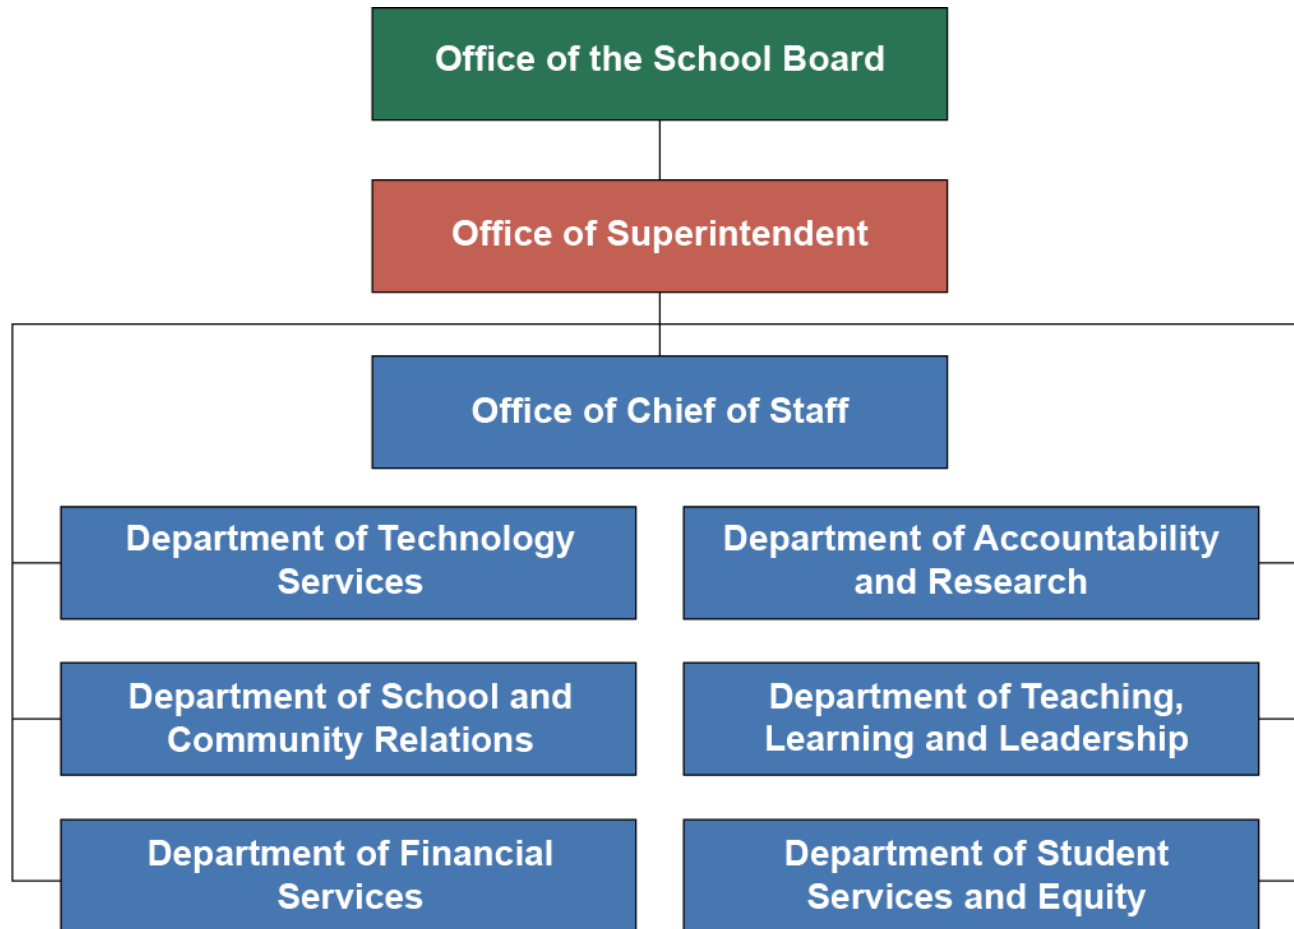 Office of the School Board
Office of Superintendent
Office of Chief of Staff
Department of Technology
Services
Department of Accountability
and Research
Department of School and
Community Relations
Department of Teaching,
Learning and Leadership
Department of Financial
Services
Department of Student
Services and Equity